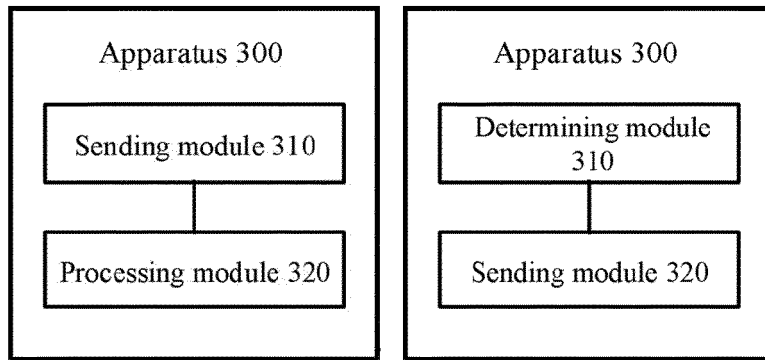 Apparatus 300
Sending module 310
Processing module 320
Apparatus 300
Determining module
310
Sending module 320